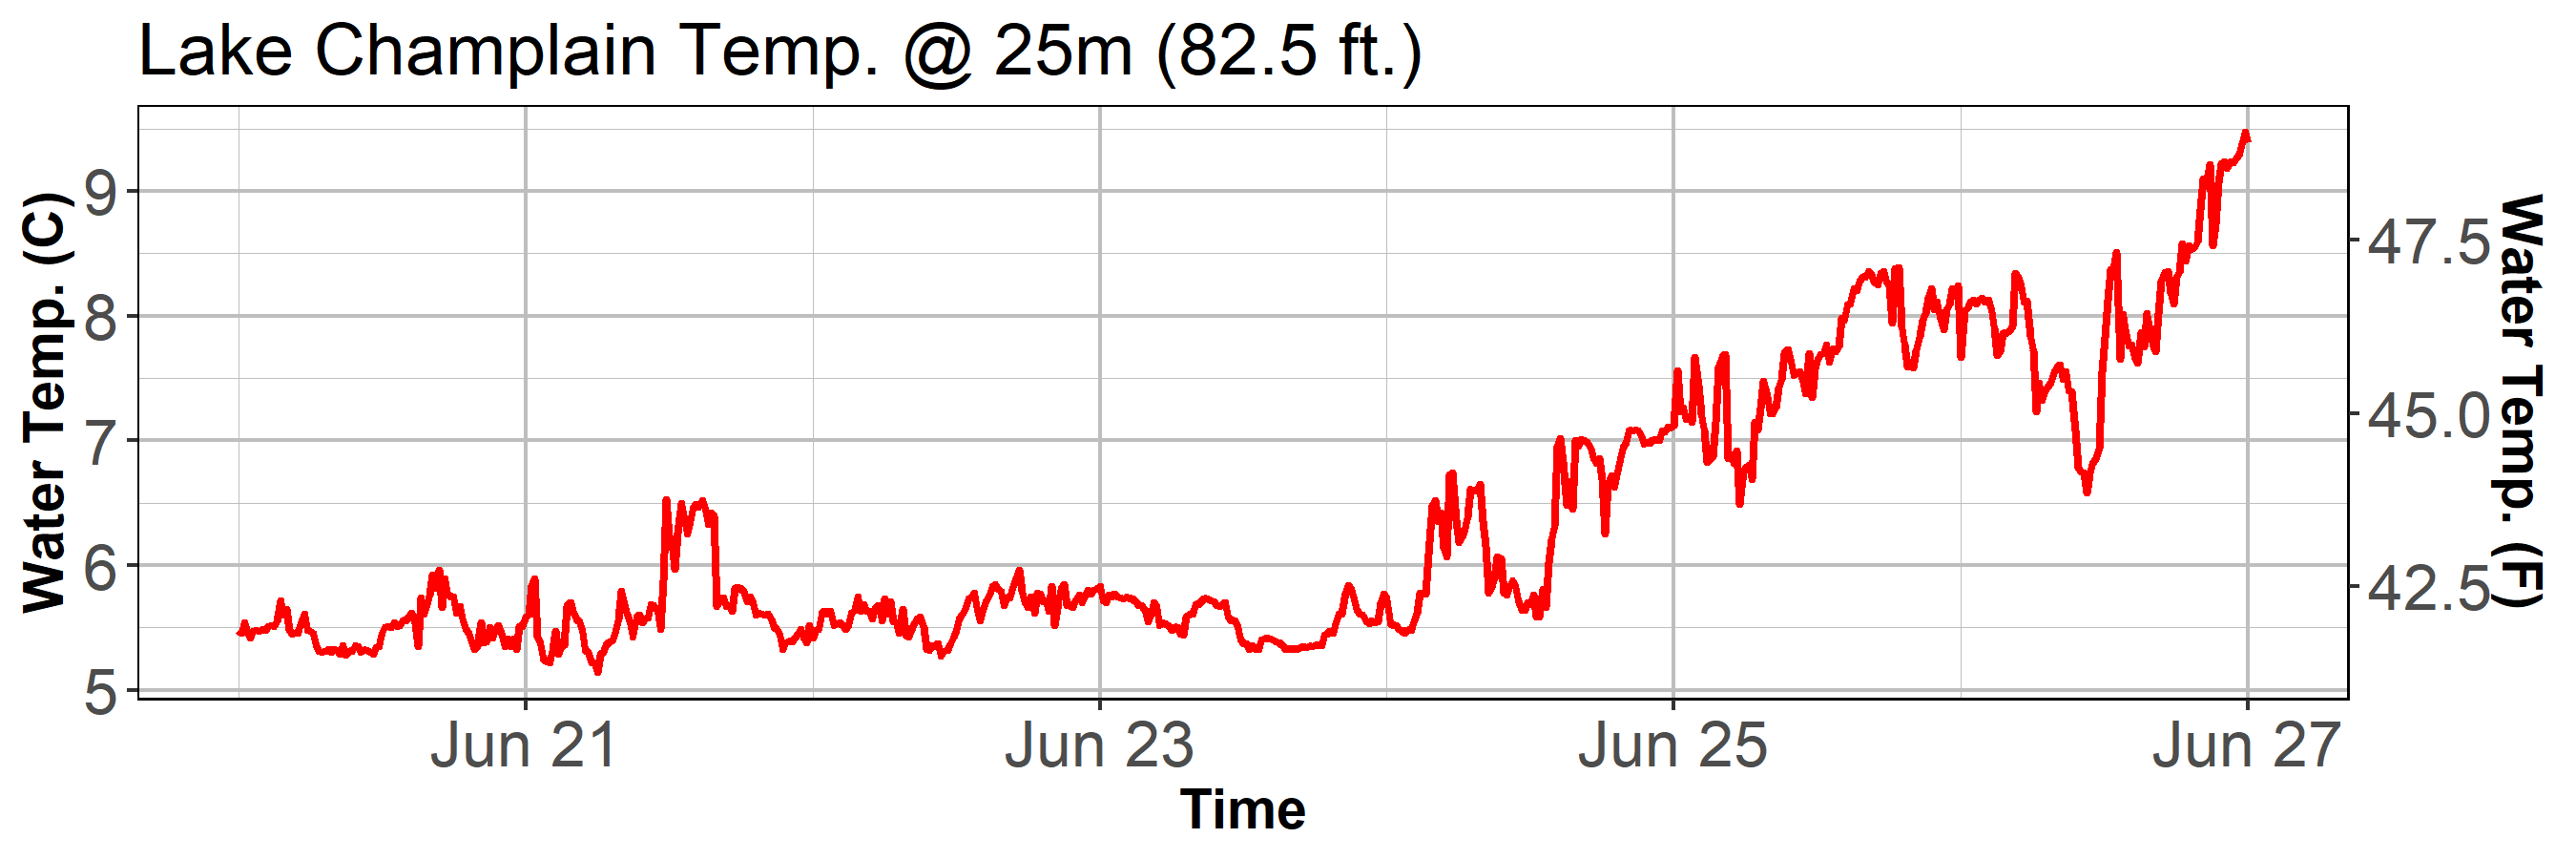 Lake Champlain Temp. @ 25m (82.5 ft.)
Water Temp. (C)
9
8
7
6
5
47.5
45.0
42.5
Water Temp. (F)
Jun 21
Jun 23
Jun 25
Jun 27
Time